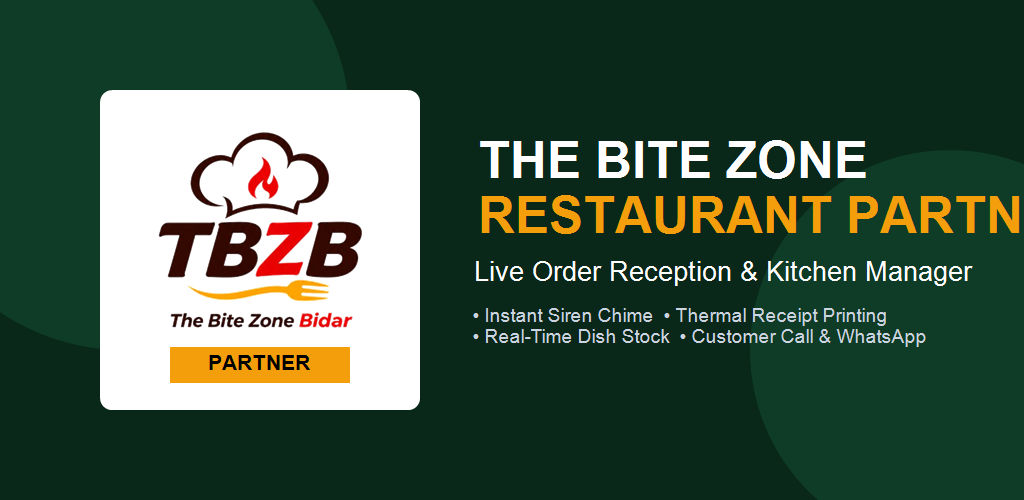 TBZB
The Bite Zone Bidar
PARTNER
THE BITE ZONE
RESTAURANT PARTN
Live Order Reception & Kitchen Manager
• Instant Siren Chime • Thermal Receipt Printing
• Real-Time Dish Stock • Customer Call & WhatsApp